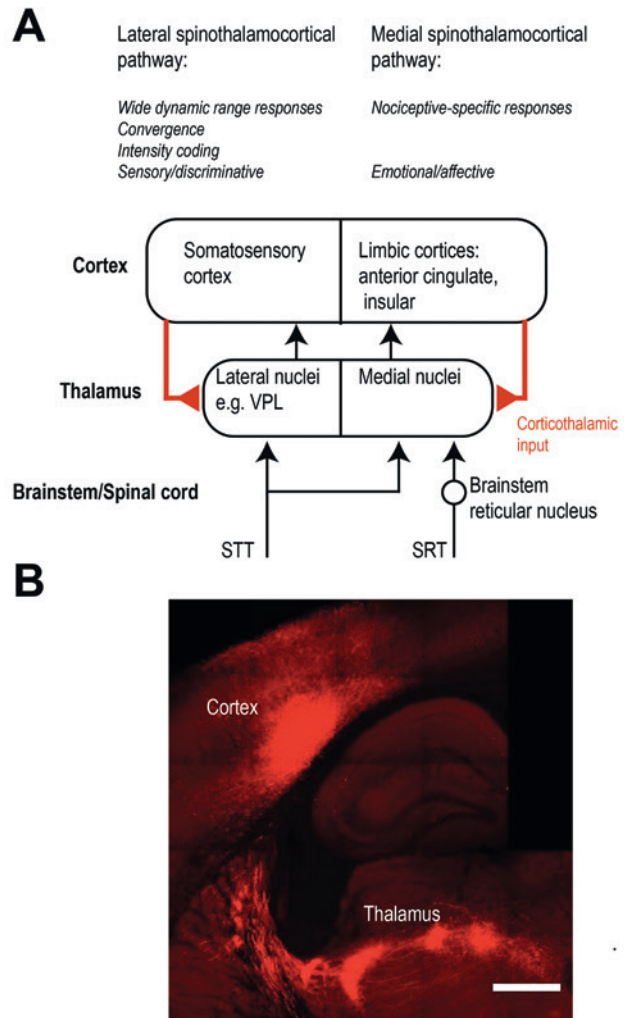 A
Lateral spinothalamocortical
pathway:
Medial spinothalamocortical
pathway:
Wide dynamic range responses
Convergence
Intensity coding
Sensory/discriminative
Nociceptive-specific responses
Emotional/affective
Cortex
Somatosensory
cortex
Limbic cortices:
anterior cingulate,
insular
Thalamus
Lateral nuclei
e.g. VPL
Medial nuclei
Corticothalamic
input
Brainstem/Spinal cord
Brainstem
reticular nucleus
STT
SRT
B
Cortex
Thalamus